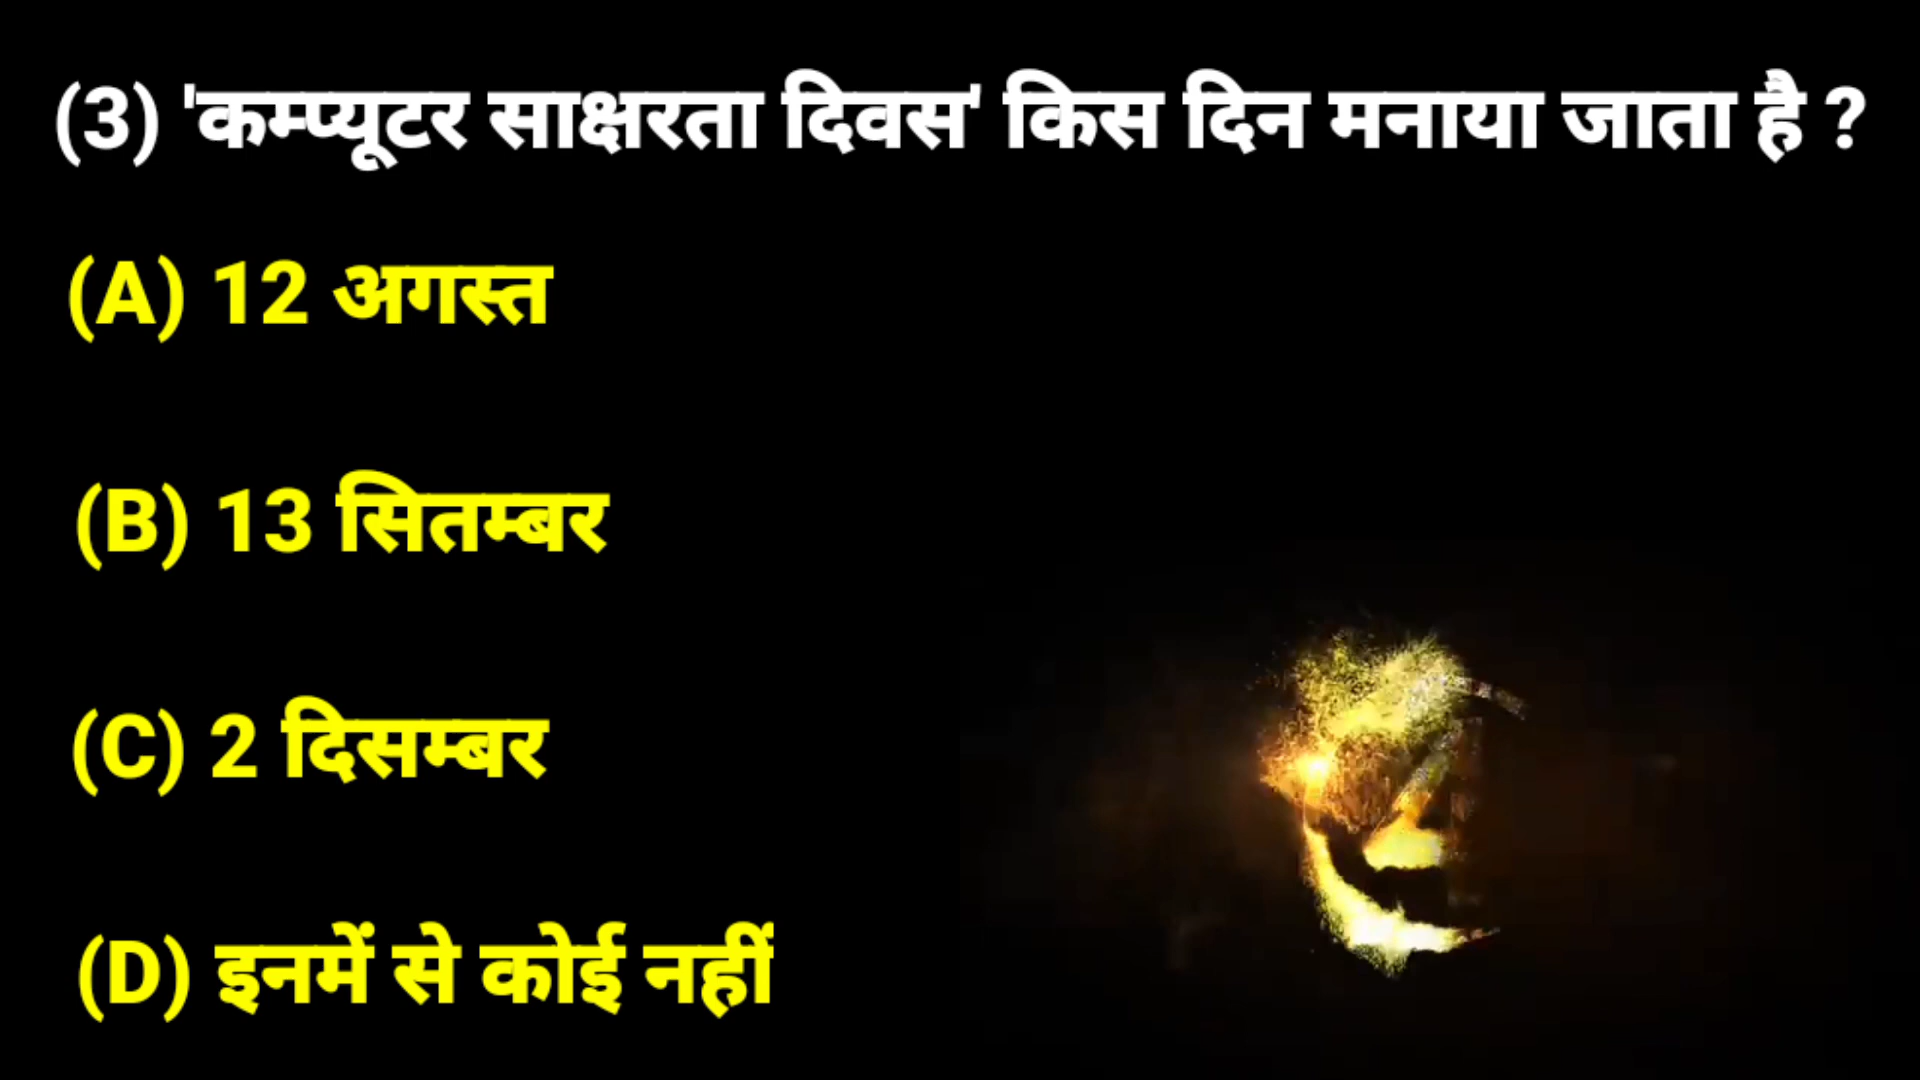 (3) 'कम्प्यूटर साक्षरता दिवस' किस दिन मनाया जाता है ?
(A) 12 अगस्त
(B) 13 सितम्बर
(C) 2 दिसम्बर
(D) इनमें से कोई नहीं